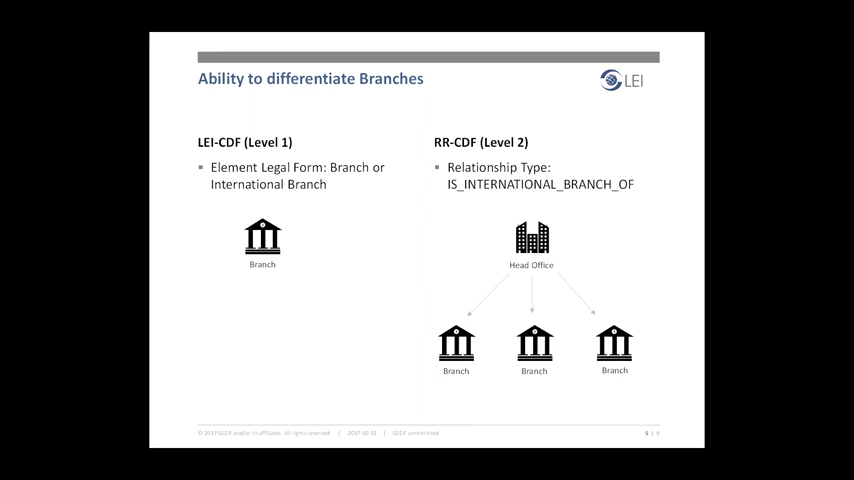 Ability to differentiate Branches
LEI
LEI-CDF (Level 1)
▪ Element Legal Form: Branch or
International Branch
Branch
RR-CDF (Level 2)
▪ Relationship Type:
IS_INTERNATIONAL_BRANCH_OF
Head Office
Branch Branch Branch
© 2017 GLEIF and/or its affiliates. All rights reserved. | 2017.10.13 | GLEIF unrestricted 5 | 9